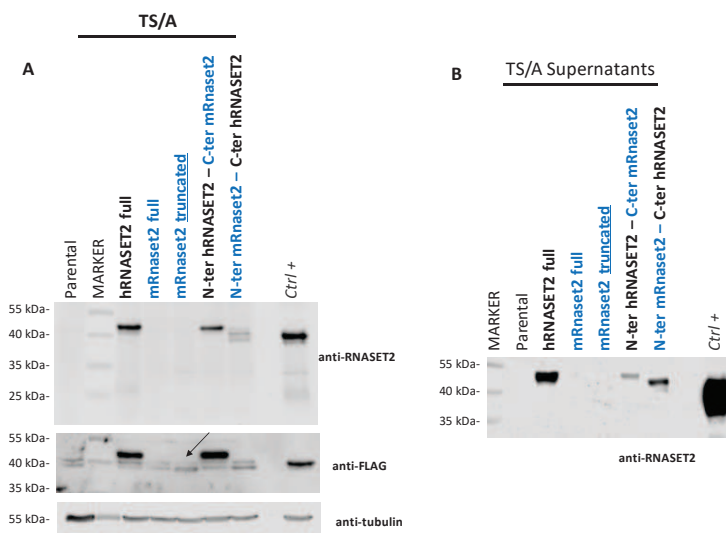 TS/A
A
Parental
MARKER
hRNASET2 full
mRnaset2 full
mRnaset2 truncated
N-ter hRNASET2 – C-ter mRnaset2
N-ter mRnaset2 – C-ter hRNASET2
Ctrl +
55 kDa-
40 kDa-
35 kDa-
25 kDa-
anti-RNASET2
55 kDa-
40 kDa-
35 kDa-
anti-FLAG
55 kDa-
anti-tubulin
B
TS/A Supernatants
MARKER
Parental
hRNASET2 full
mRnaset2 full
mRnaset2 truncated
N-ter hRNASET2 – C-ter mRnaset2
N-ter mRnaset2 – C-ter hRNASET2
Ctrl +
55 kDa-
40 kDa-
35 kDa-
anti-RNASET2